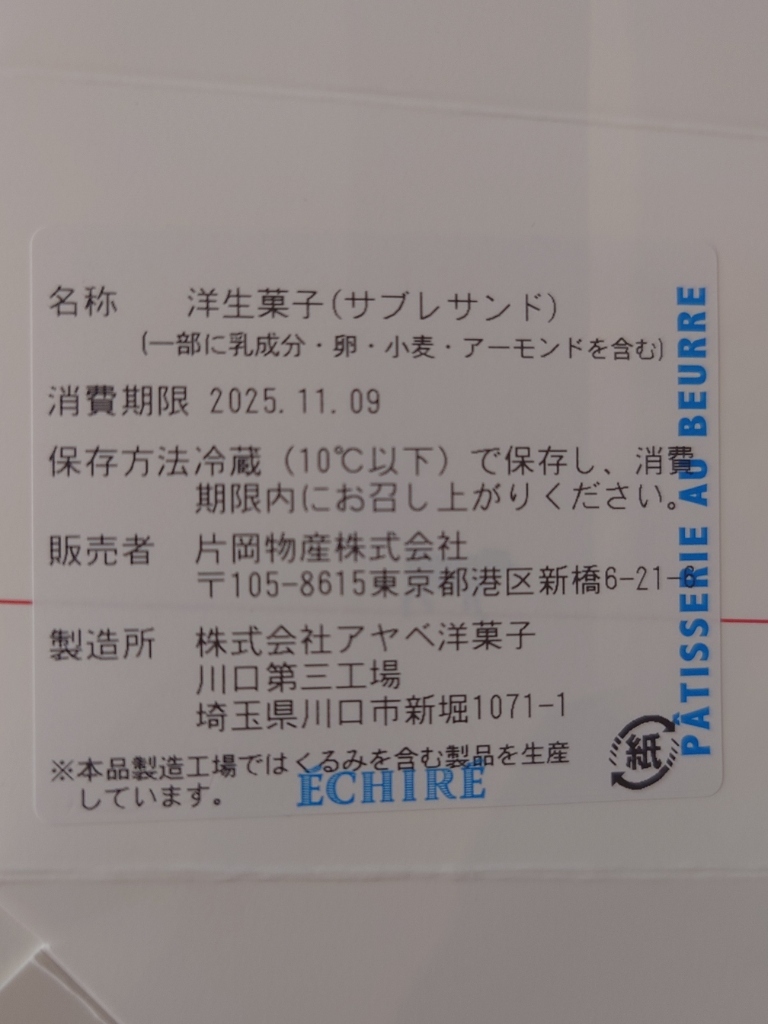 名称　洋生菓子(サブレサンド)
(一部に乳成分・卵・小麦・アーモンドを含む)
消費期限 2025.11.09
保存方法冷蔵（10℃以下）で保存し、消費
期限内にお召し上がりください。
販売者　片岡物産株式会社
〒105-8615東京都港区新橋6-21-6
製造所　株式会社アヤベ洋菓子
川口第三工場
埼玉県川口市新堀1071-1
※本品製造工場ではくるみを含む製品を生産
しています。
ÉCHIRÉ
紙
PÂTISSERIE AU BEURRE